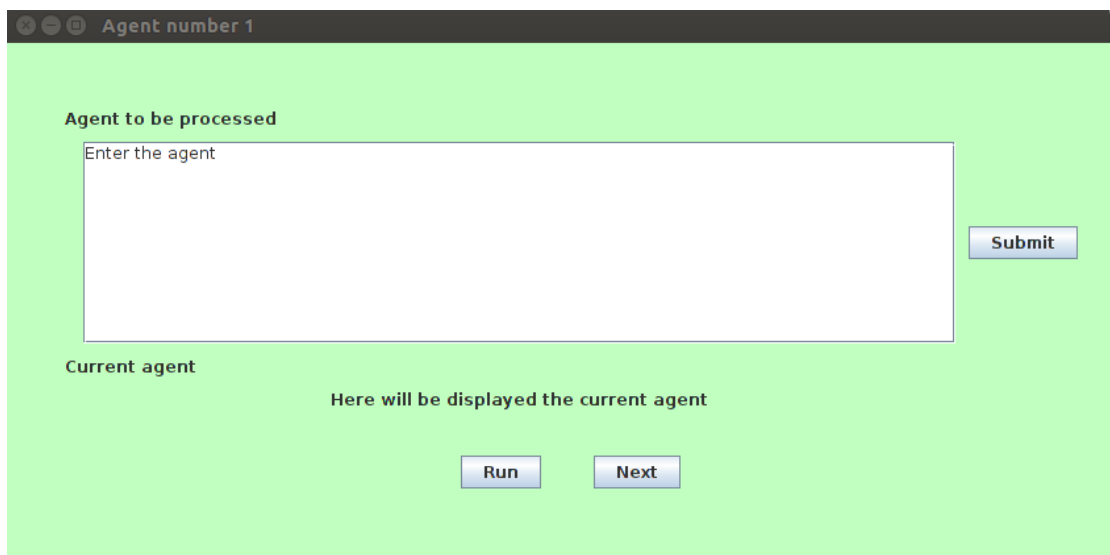 Agent number 1
Agent to be processed
Enter the agent
Submit
Current agent
Here will be displayed the current agent
Run Next